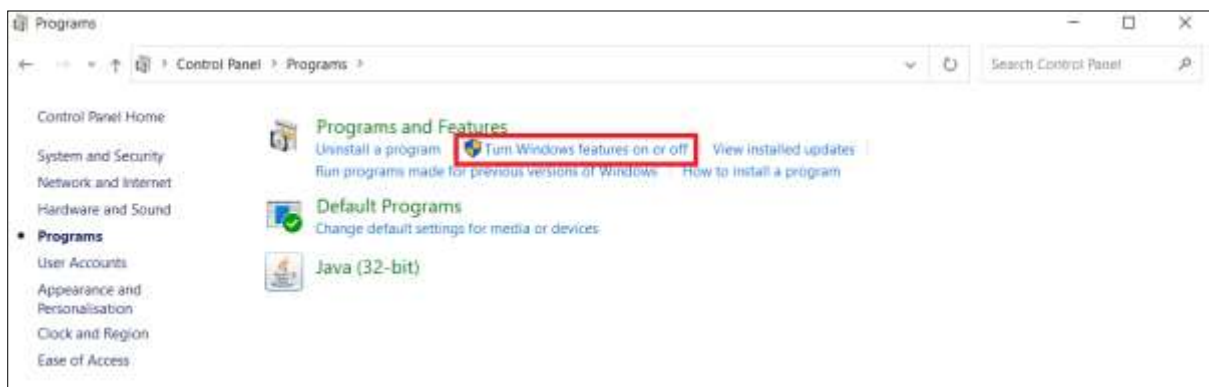 Programs
Control Panel > Programs >
Search Control Panel
Control Panel Home
System and Security
Network and Internet
Hardware and Sound
Programs
User Accounts
Appearance and
Personalisation
Clock and Region
Ease of Access
Programs and Features
Uninstall a program
Turn Windows features on or off
View installed updates
Run programs made for previous versions of Windows
How to install a program
Default Programs
Change default settings for media or devices
Java (32-bit)